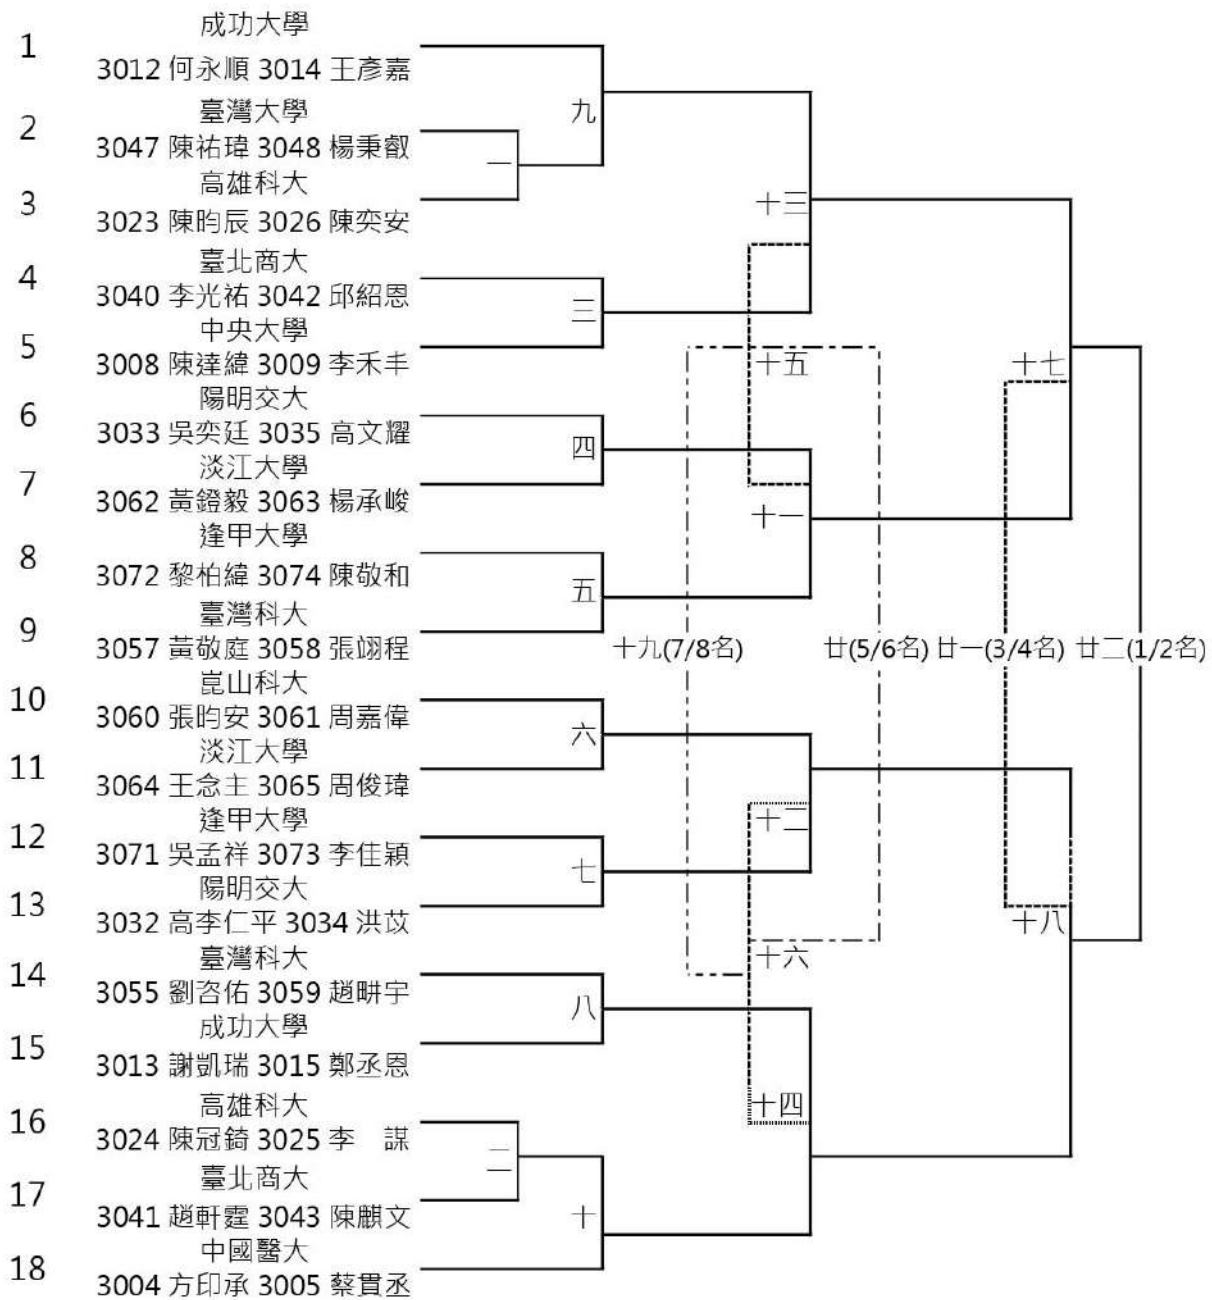 成功大學
1
3012 何永順 3014 王彥嘉
臺灣大學
2
3047 陳祐瑋 3048 楊秉叡
高雄科大
3
3023 陳昀辰 3026 陳奕安
臺北商大
4
3040 李光祐 3042 邱紹恩
中央大學
5
3008 陳達緯 3009 李禾丰
陽明交大
6
3033 吳奕廷 3035 高文耀
淡江大學
7
3062 黃鐙毅 3063 楊承峻
逢甲大學
8
3072 黎柏緯 3074 陳敬和
臺灣科大
9
3057 黃敬庭 3058 張翊程
崑山科大
10
3060 張昀安 3061 周嘉偉
淡江大學
11
3064 王念主 3065 周俊瑋
逢甲大學
12
3071 吳孟祥 3073 李佳穎
陽明交大
13
3032 高李仁平 3034 洪苡
臺灣科大
14
3055 劉咨佑 3059 趙畊宇
成功大學
15
3013 謝凱瑞 3015 鄭丞恩
高雄科大
16
3024 陳冠錡 3025 李　謀
臺北商大
17
3041 趙軒霆 3043 陳麒文
中國醫大
18
3004 方印承 3005 蔡貫丞
九
一
三
四
五
六
七
八
二
十
十三
十五
十一
十九(7/8名) 廿(5/6名) 廿一(3/4名) 廿二(1/2名)
十二
十六
十四
十七
十八